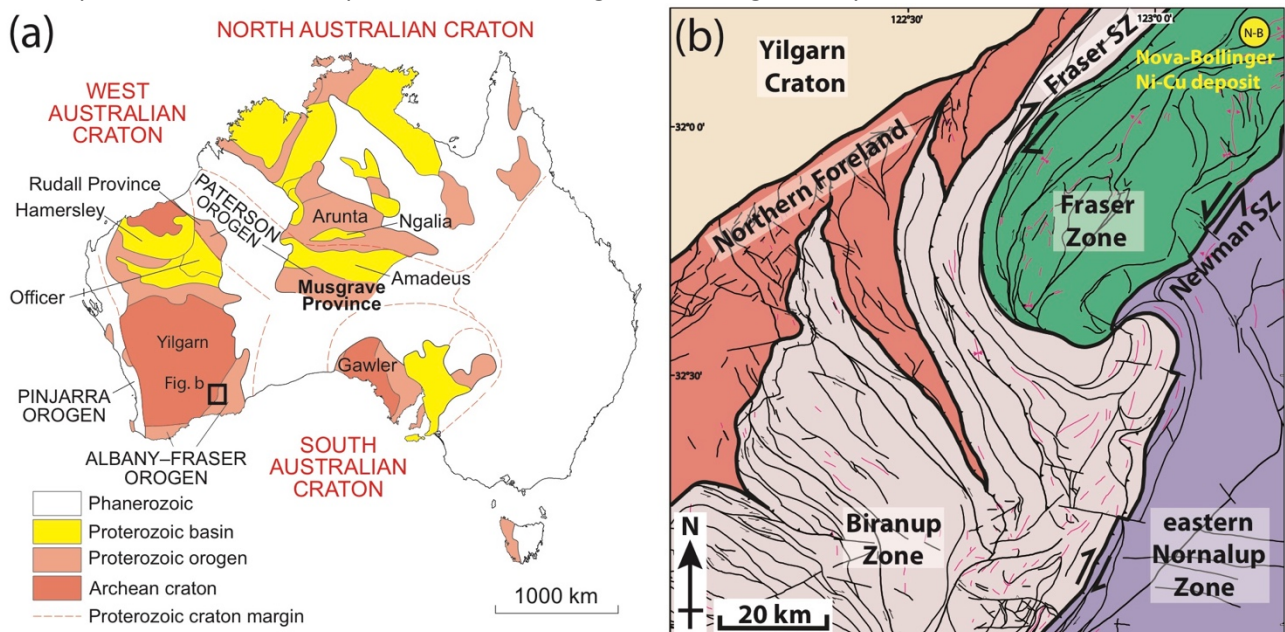 (a)
NORTH AUSTRALIAN CRATON
WEST
AUSTRALIAN
CRATON
Rudall Province
Hamersley
PATERSON
OROGEN
Arunta
Ngalia
Officer
Amadeus
Musgrave
Province
Yilgarn
Fig. b
Gawler
PINJARRA
OROGEN
ALBANY–FRASER
OROGEN
SOUTH
AUSTRALIAN
CRATON
Phanerozoic
Proterozoic basin
Proterozoic orogen
Archean craton
Proterozoic craton margin
1000 km
(b)
122°30'
123°0'
Yilgarn
Craton
Fraser SZ
N-B
Nova-Bollinger
Ni-Cu deposit
32°0 0'
Northern Foreland
Fraser
Zone
Newman SZ
32°30'
Biranup
Zone
eastern
Nornalup
Zone
N
20 km